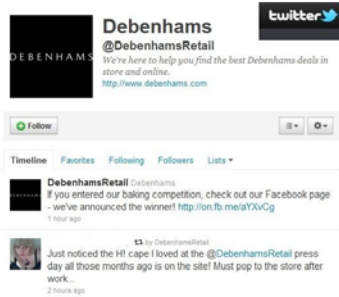 twitter
DEBENHAMS
Debenhams
@DebenhamsRetail
We're here to help you find the best Debenhams deals in
store and online.
http://www.debenhams.com
Follow
Timeline Favorites Following Followers Lists
DebenhamsRetail Debenhams
If you entered our baking competition, check out our Facebook page
- we've announced the winner! http://on.fb.me/aYXvCg
1 hour ago
by DebenhamsRetail
Just noticed the H! cape I loved at the @DebenhamsRetail press
day all those months ago is on the site! Must pop to the store after
work...
2 hours ago